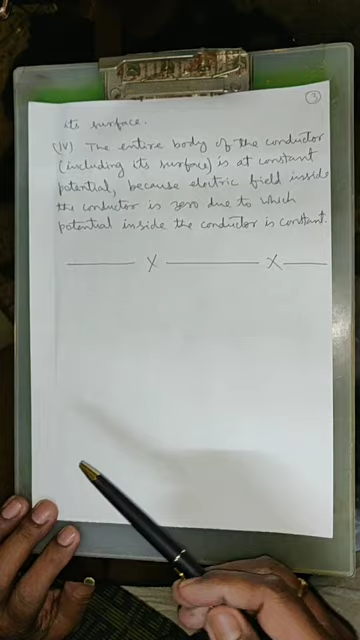 3
its surface.
(IV) The entire body of the conductor
(including its surface) is at constant
potential, because electric field inside
the conductor is zero due to which
potential inside the conductor is constant.
X X